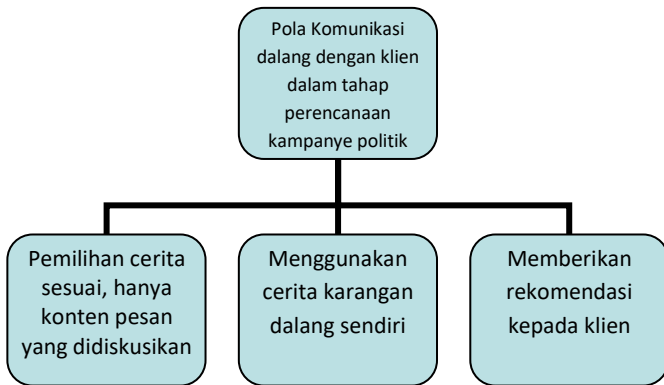 Pola Komunikasi
dalang dengan klien
dalam tahap
perencanaan
kampanye politik
Pemilihan cerita
sesuai, hanya
konten pesan
yang didiskusikan
Menggunakan
cerita karangan
dalang sendiri
Memberikan
rekomendasi
kepada klien